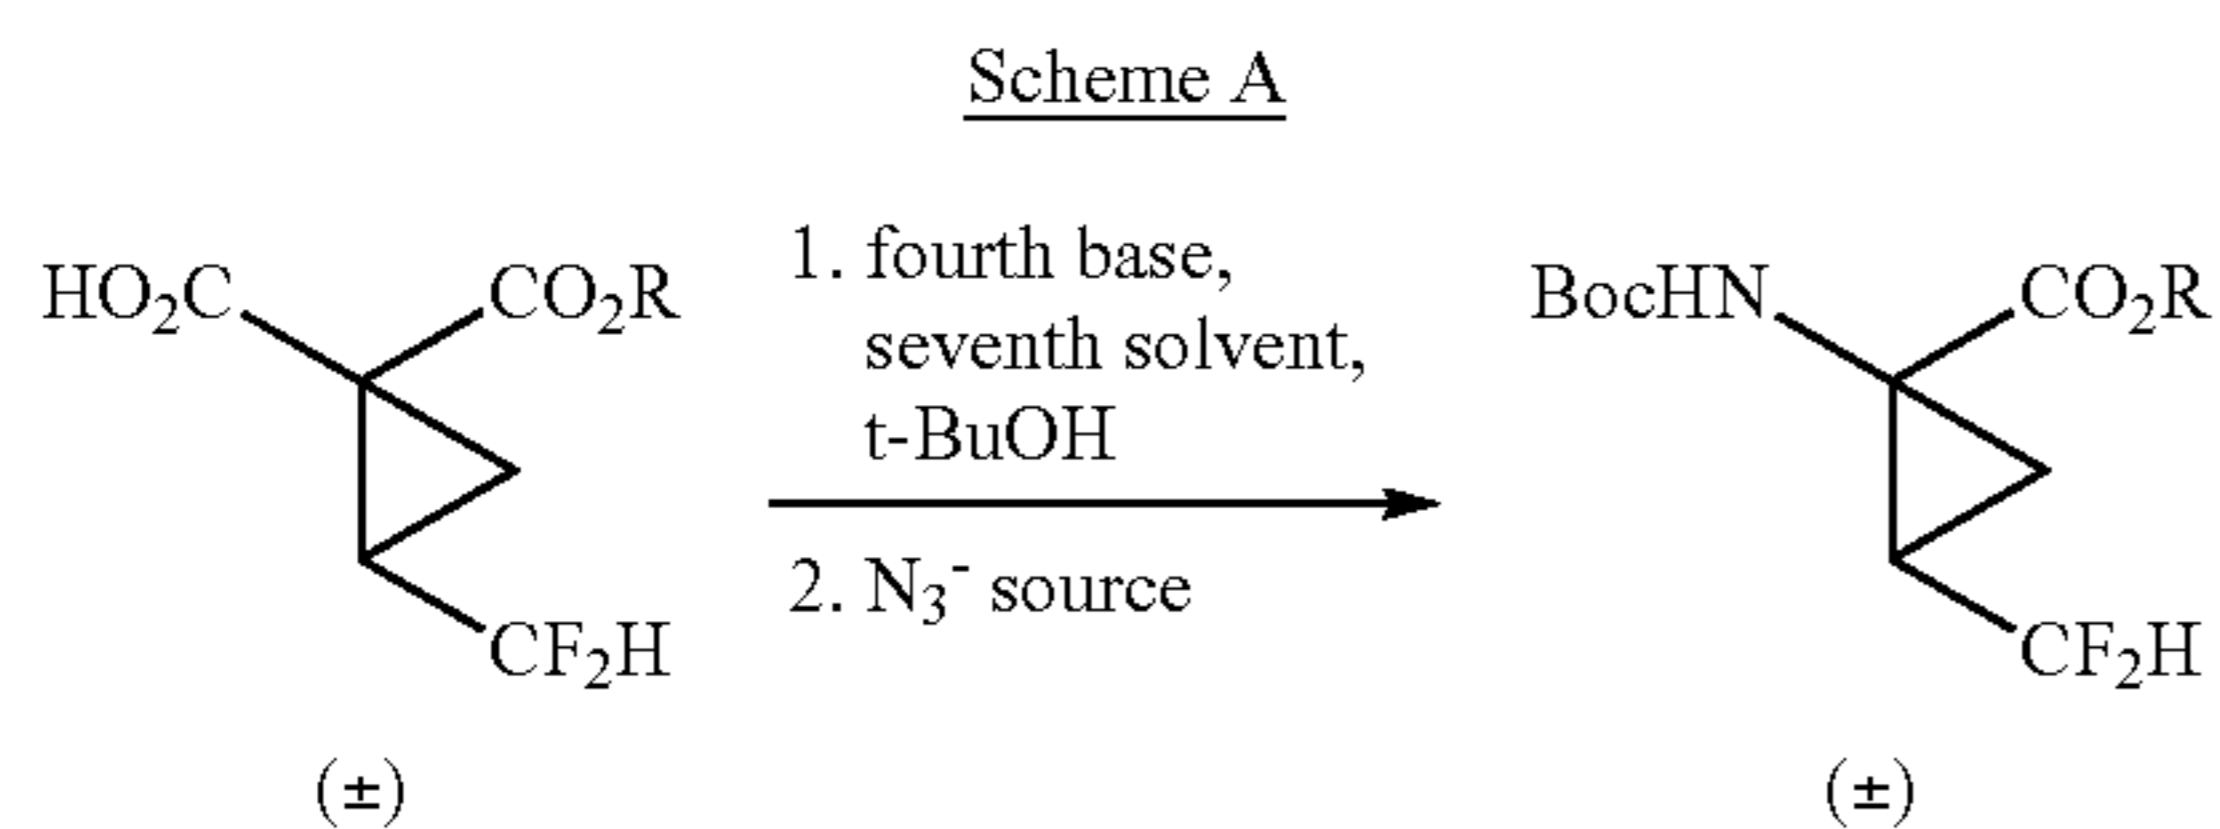 Scheme A
HO₂C
CO₂R
CF₂H
(±)
1. fourth base,
seventh solvent,
t-BuOH
2. N₃⁻ source
BocHN
CO₂R
CF₂H
(±)